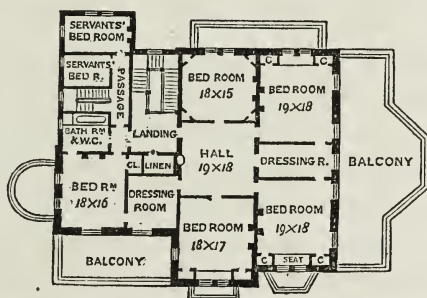 SERVANTS'
BED ROOM
SERVANTS'
BED R.
PASSAGE
BATH RM
& W.C.
LANDING
BED ROOM
18×15
C
C
BED ROOM
19×18
HALL
19×18
DRESSING R.
BALCONY
CL.
LINEN
BED RM
18×16
DRESSING
ROOM
BED ROOM
18×17
BED ROOM
19×18
C
SEAT
C
BALCONY.